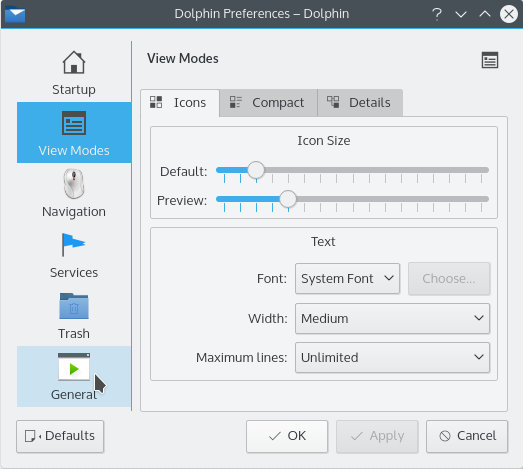 Dolphin Preferences – Dolphin
?
Startup
View Modes
Navigation
Services
Trash
General
View Modes
Icons
Compact
Details
Icon Size
Default:
Preview:
Text
Font:
System Font
Choose...
Width:
Medium
Maximum lines:
Unlimited
Defaults
OK
Apply
Cancel